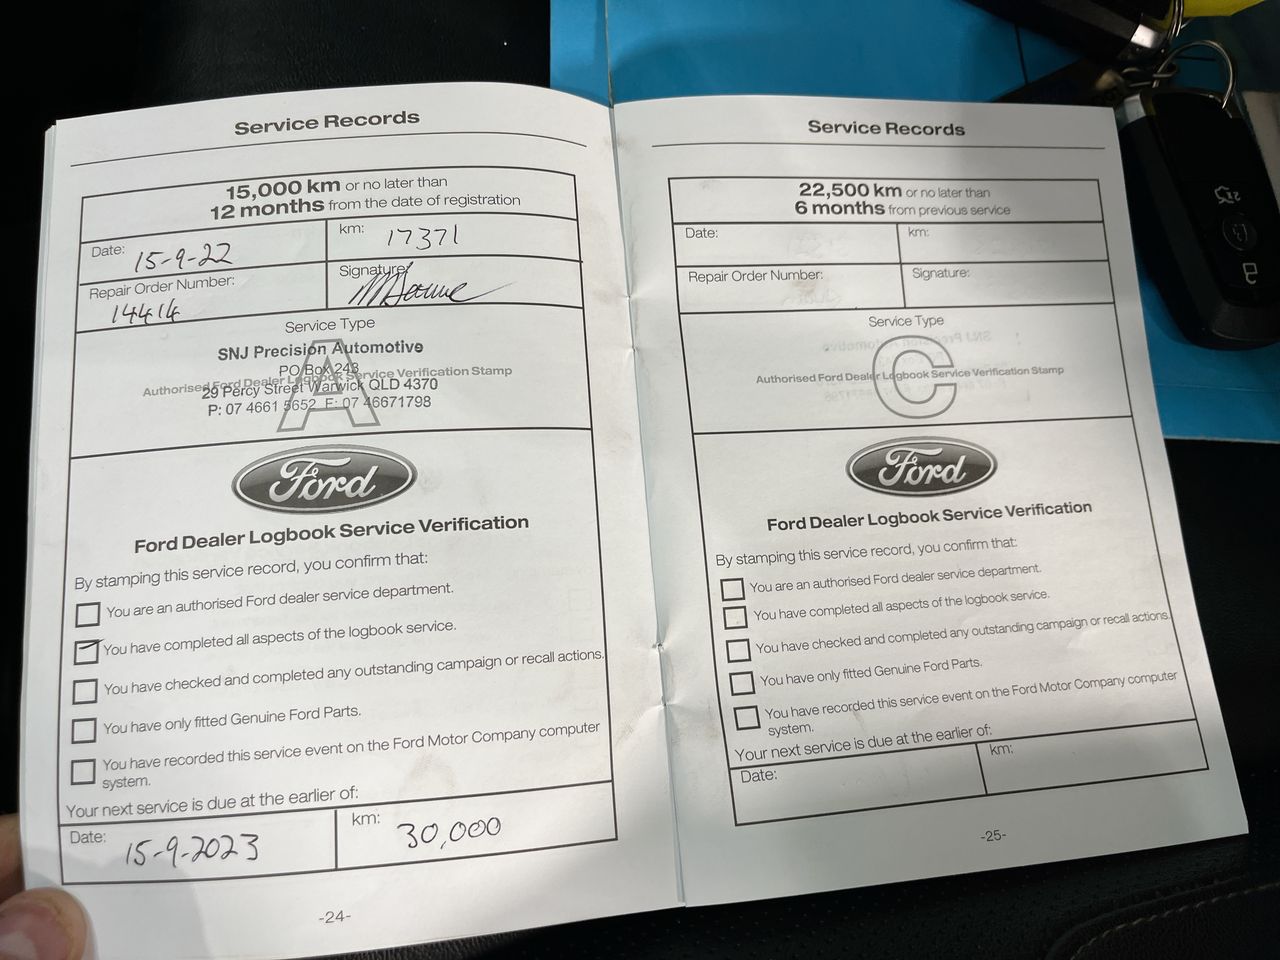 Service Records
15,000 km or no later than
12 months from the date of registration
Date: 15-9-22
km: 17371
Repair Order Number: 14414
Signature:
Service Type
A
SNJ Precision Automotive
PO Box 243
Authorised Ford Dealer Logbook Service Verification Stamp
29 Percy Street Warwick QLD 4370
P: 07 4661 5652 F: 07 46671798
Ford
Ford Dealer Logbook Service Verification
By stamping this service record, you confirm that:
You are an authorised Ford dealer service department.
You have completed all aspects of the logbook service.
You have checked and completed any outstanding campaign or recall actions.
You have only fitted Genuine Ford Parts.
You have recorded this service event on the Ford Motor Company computer
system.
Your next service is due at the earlier of:
Date: 15-9-2023
km: 30,000
-24-
Service Records
22,500 km or no later than
6 months from previous service
Date:
km:
Repair Order Number:
Signature:
Service Type
C
Authorised Ford Dealer Logbook Service Verification Stamp
Ford
Ford Dealer Logbook Service Verification
By stamping this service record, you confirm that:
You are an authorised Ford dealer service department.
You have completed all aspects of the logbook service.
You have checked and completed any outstanding campaign or recall actions.
You have only fitted Genuine Ford Parts.
You have recorded this service event on the Ford Motor Company computer
system.
Your next service is due at the earlier of:
Date:
km:
-25-